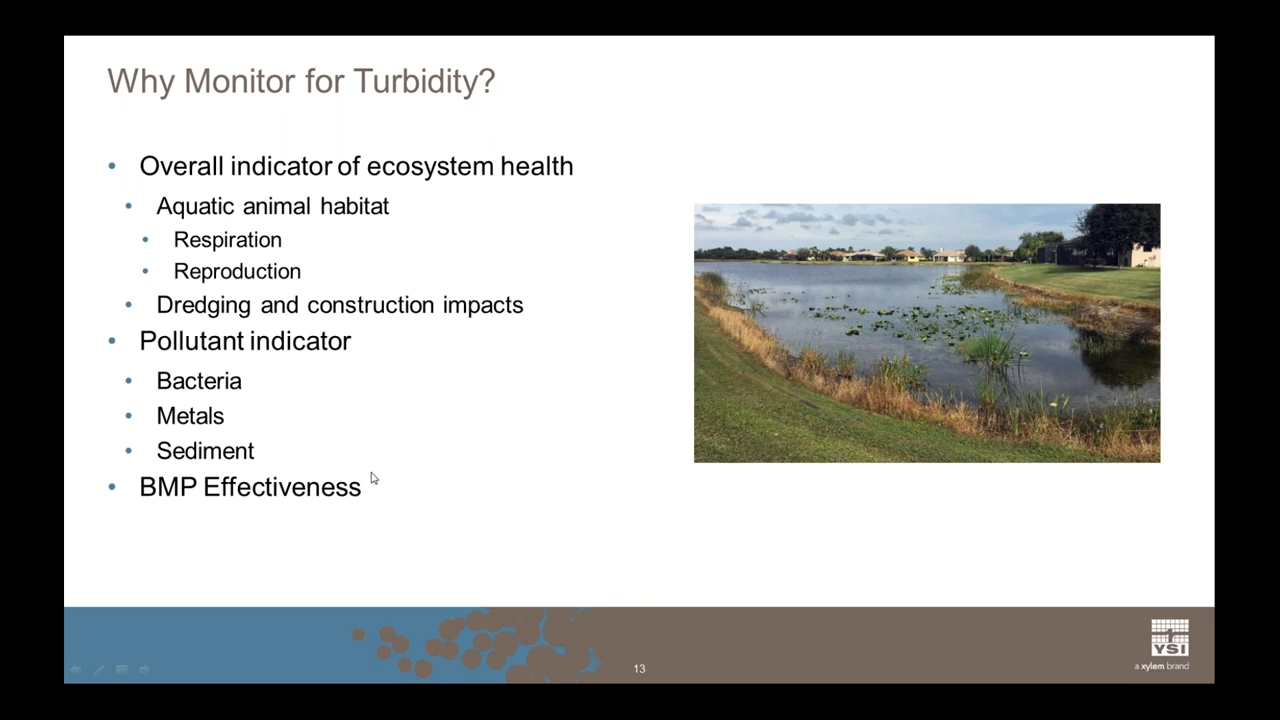 Why Monitor for Turbidity?
• Overall indicator of ecosystem health
• Aquatic animal habitat
• Respiration
• Reproduction
• Dredging and construction impacts
• Pollutant indicator
• Bacteria
• Metals
• Sediment
• BMP Effectiveness
13
YSI
a xylem brand